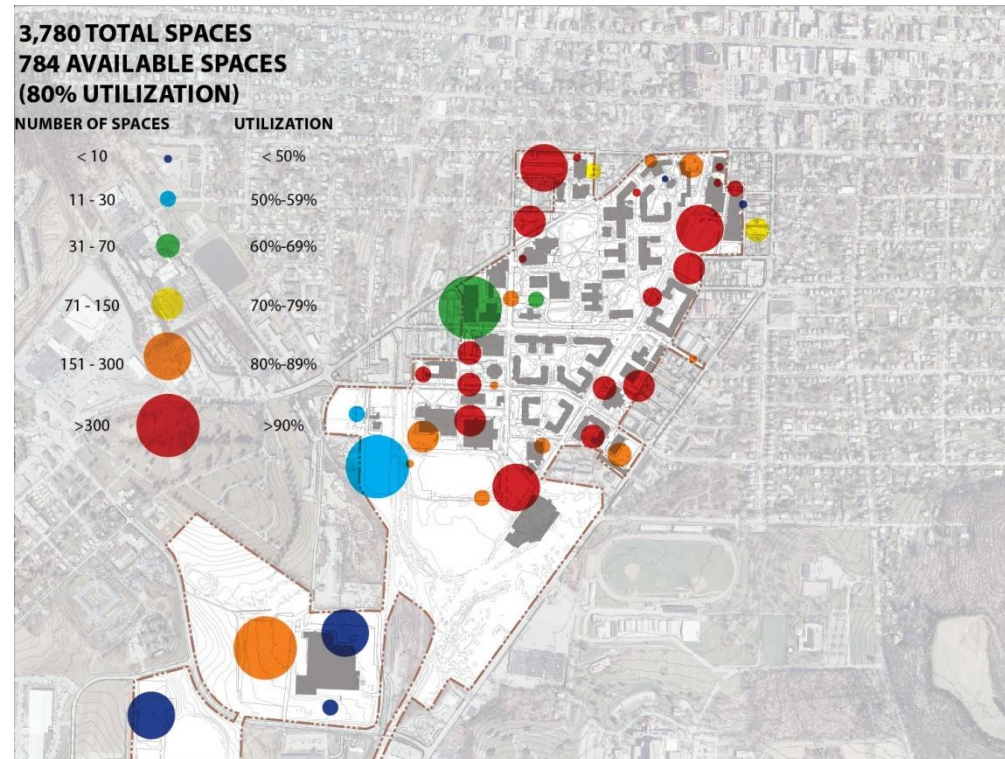 3,780 TOTAL SPACES
784 AVAILABLE SPACES
(80% UTILIZATION)
NUMBER OF SPACES UTILIZATION
< 10 < 50%
11 - 30 50%-59%
31 - 70 60%-69%
71 - 150 70%-79%
151 - 300 80%-89%
>300 >90%